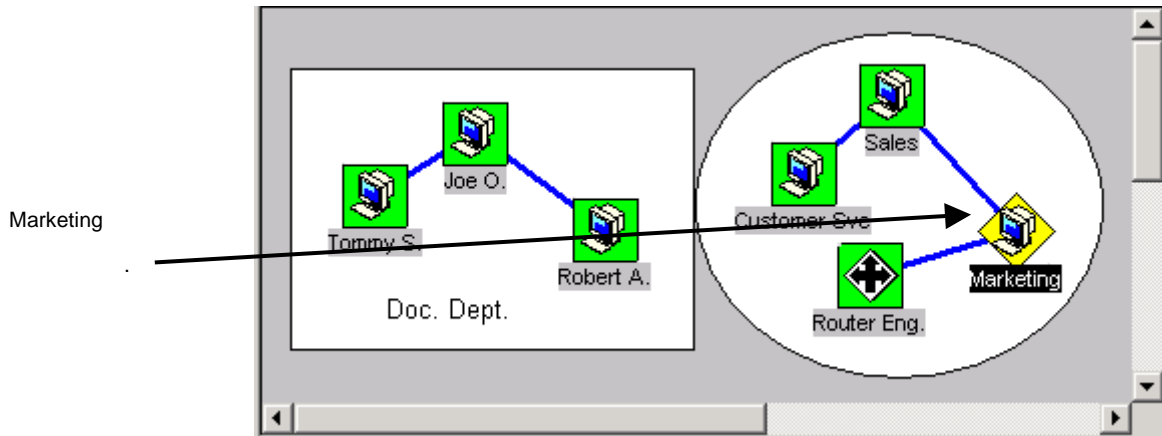 Sales
Joe O.
Customer Svc
Marketing
.
Tommy S.
Robert A.
Marketing
Doc. Dept.
Router Eng.